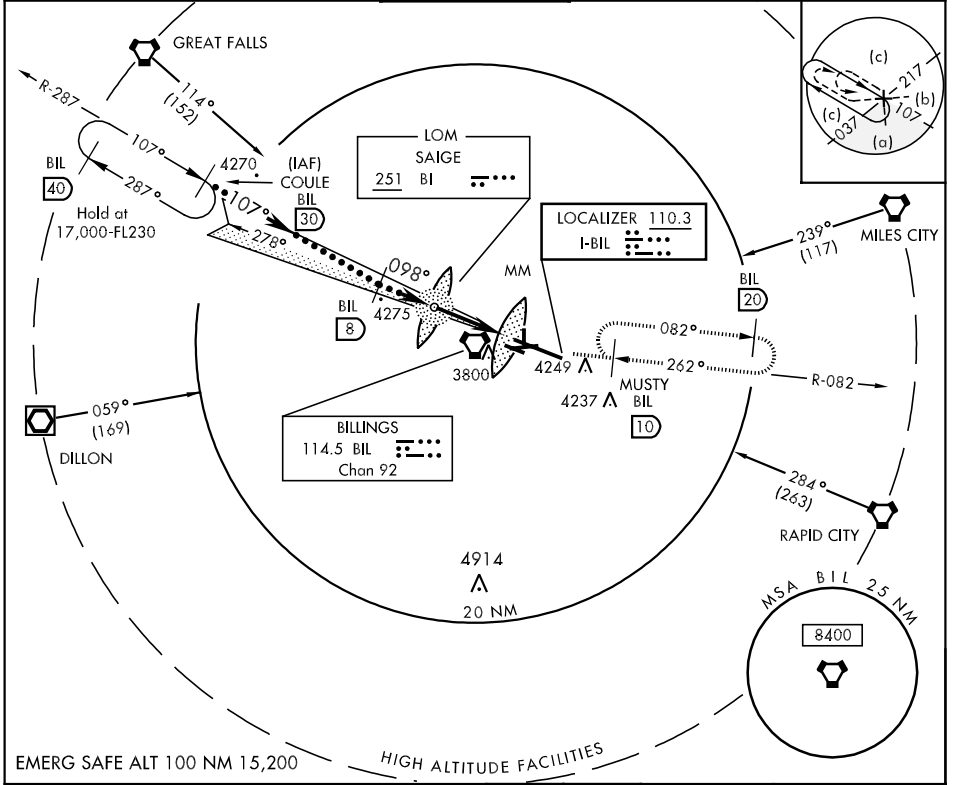 GREAT FALLS
114°
(152)
R-287
107°
287°
BIL
40
Hold at
17,000-FL230
4270
(IAF)
COULE
BIL
30
107°
278°
LOM
SAIGE
251 BI
LOCALIZER 110.3
I-BIL
MM
098°
BIL
8
4275
3800
4249
4237
MUSTY
BIL
10
082°
262°
R-082
BIL
20
239°
(117)
MILES CITY
(c)
217
(b)
107
(c)
037
(a)
059°
(169)
DILLON
BILLINGS
114.5 BIL
Chan 92
284°
(263)
RAPID CITY
4914
20 NM
MSA BIL 25 NM
8400
HIGH ALTITUDE FACILITIES
EMERG SAFE ALT 100 NM 15,200